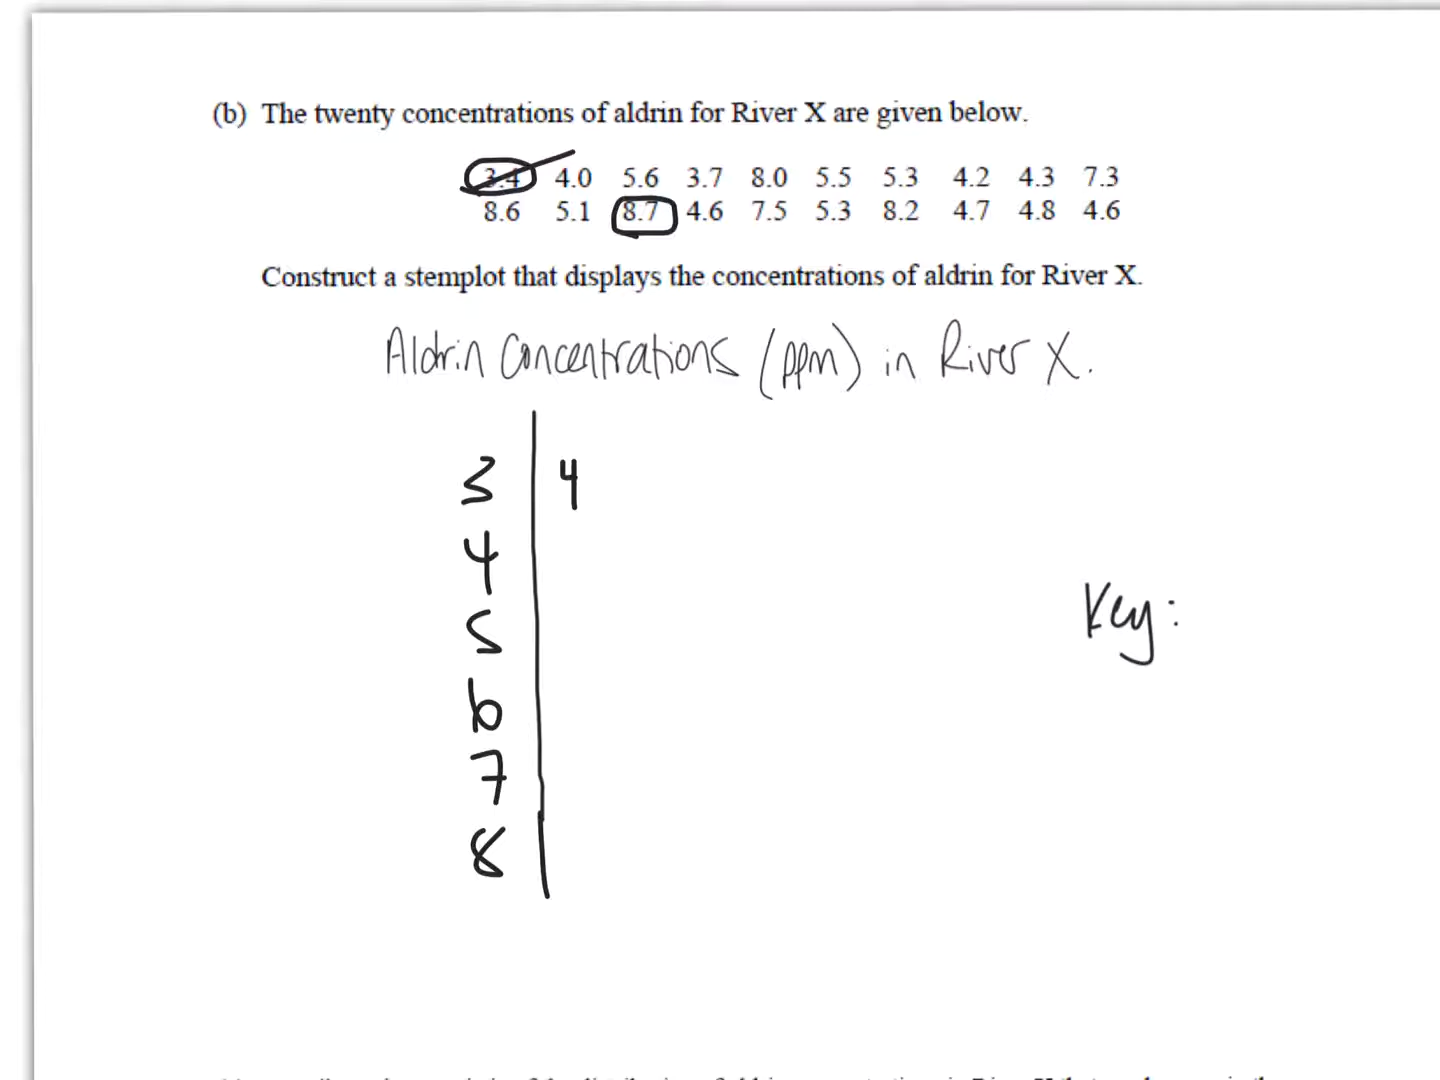 (b) The twenty concentrations of aldrin for River X are given below.
3.4 4.0 5.6 3.7 8.0 5.5 5.3 4.2 4.3 7.3
8.6 5.1 8.7 4.6 7.5 5.3 8.2 4.7 4.8 4.6
Construct a stemplot that displays the concentrations of aldrin for River X.
Aldrin Concentrations (ppm) in River X.
3 4
4
5
Key:
6
7
8